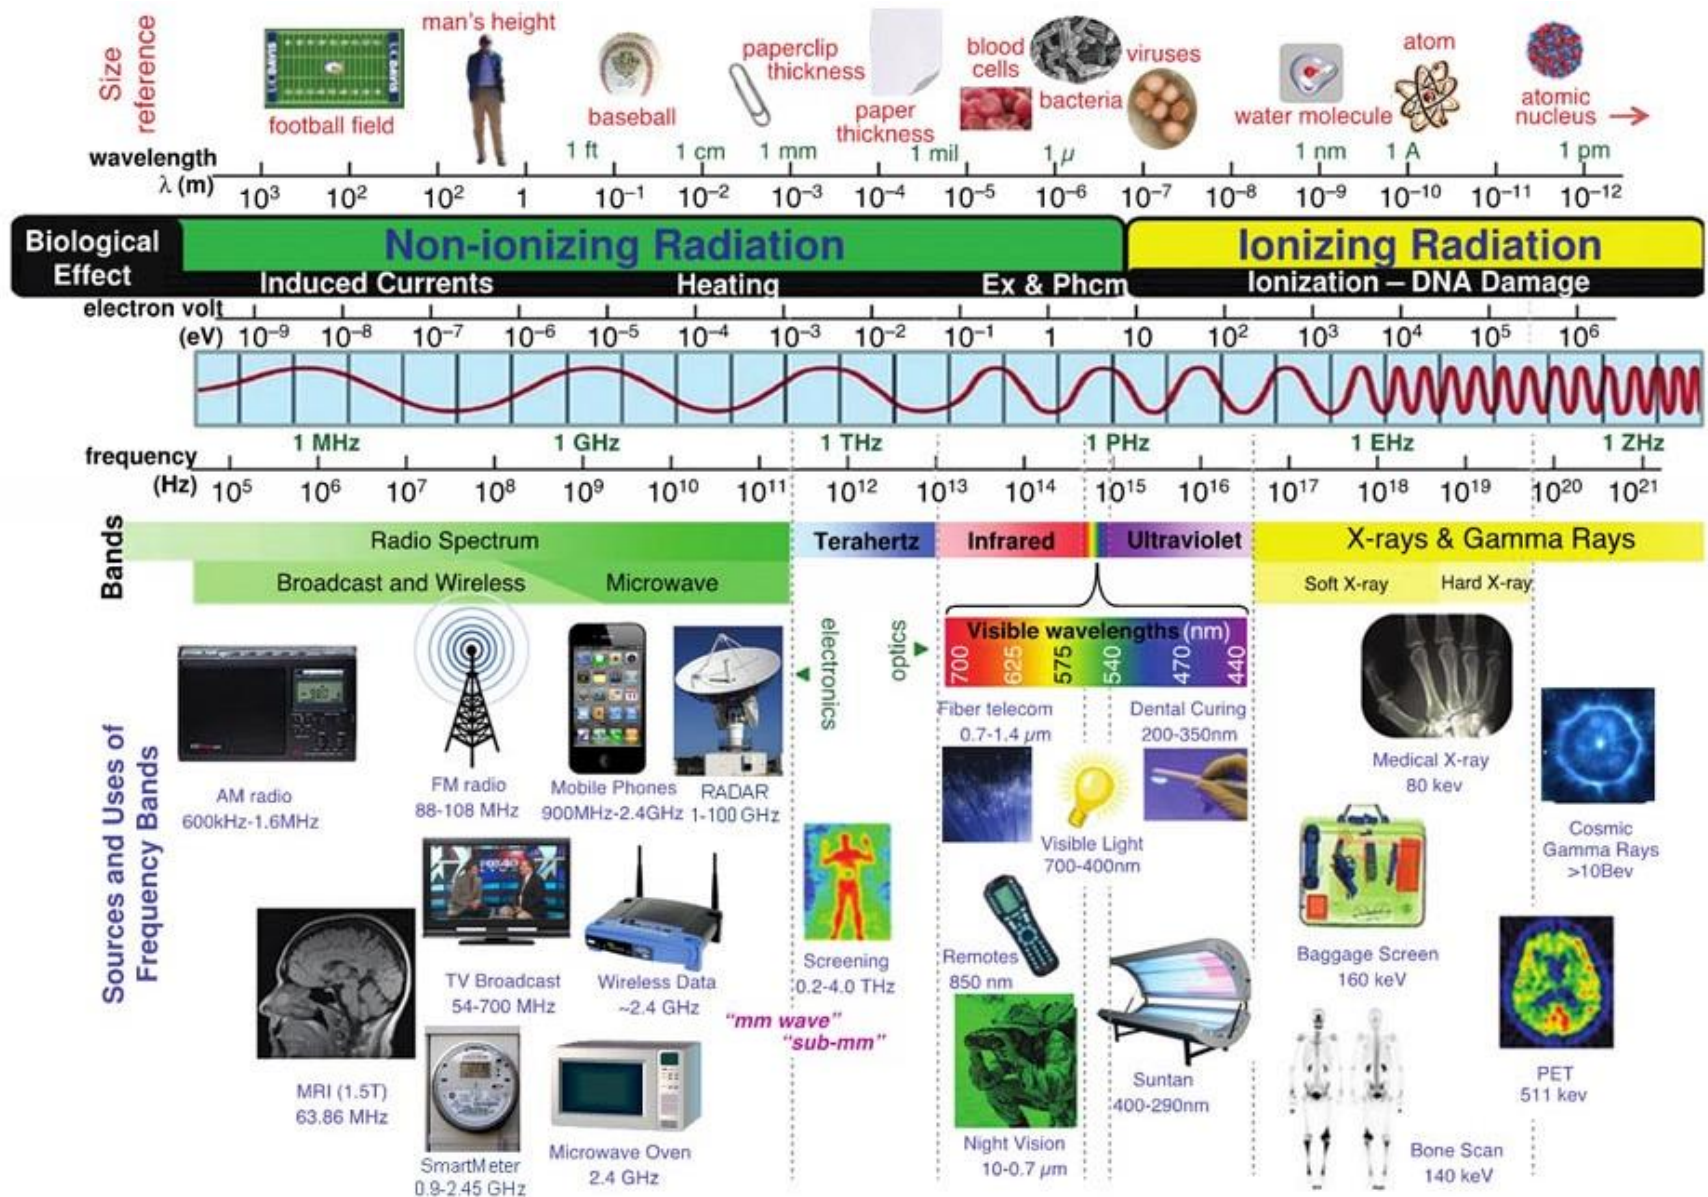 Size
reference
football field
man's height
baseball
paperclip
thickness
paper
thickness
blood
cells
bacteria
viruses
water molecule
atom
atomic
nucleus
wavelength
λ (m)
1 ft 1 cm 1 mm 1 mil 1 µ 1 nm 1 A 1 pm
10³ 10² 10² 1 10⁻¹ 10⁻² 10⁻³ 10⁻⁴ 10⁻⁵ 10⁻⁶ 10⁻⁷ 10⁻⁸ 10⁻⁹ 10⁻¹⁰ 10⁻¹¹ 10⁻¹²
Biological
Effect
Non-ionizing Radiation Ionizing Radiation
Induced Currents Heating Ex & Phcm Ionization – DNA Damage
electron volt
(eV) 10⁻⁹ 10⁻⁸ 10⁻⁷ 10⁻⁶ 10⁻⁵ 10⁻⁴ 10⁻³ 10⁻² 10⁻¹ 1 10 10² 10³ 10⁴ 10⁵ 10⁶
1 MHz 1 GHz 1 THz 1 PHz 1 EHz 1 ZHz
frequency
(Hz) 10⁵ 10⁶ 10⁷ 10⁸ 10⁹ 10¹⁰ 10¹¹ 10¹² 10¹³ 10¹⁴ 10¹⁵ 10¹⁶ 10¹⁷ 10¹⁸ 10¹⁹ 10²⁰ 10²¹
Bands
Radio Spectrum Terahertz Infrared Ultraviolet X-rays & Gamma Rays
Broadcast and Wireless Microwave Soft X-ray Hard X-ray
electronics
optics
Visible wavelengths (nm)
700 625 575 540 470 440
Sources and Uses of
Frequency Bands
AM radio
600kHz-1.6MHz
FM radio
88-108 MHz
Mobile Phones
900MHz-2.4GHz
RADAR
1-100 GHz
Fiber telecom
0.7-1.4 µm
Dental Curing
200-350nm
Medical X-ray
80 kev
Visible Light
700-400nm
Cosmic
Gamma Rays
>10Bev
TV Broadcast
54-700 MHz
Wireless Data
~2.4 GHz
Screening
0.2-4.0 THz
"mm wave"
"sub-mm"
Remotes
850 nm
Baggage Screen
160 keV
MRI (1.5T)
63.86 MHz
SmartMeter
0.9-2.45 GHz
Microwave Oven
2.4 GHz
Night Vision
10-0.7 µm
Suntan
400-290nm
Bone Scan
140 keV
PET
511 kev